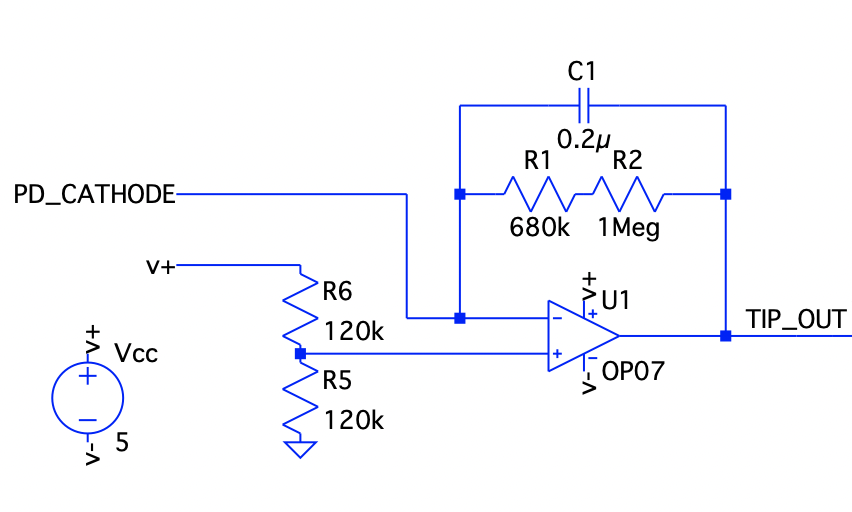 C1
0.2µ
R1 R2
680k 1Meg
PD_CATHODE
v+
R6
120k
R5
120k
v+
U1
- +
+ -
OP07
v-
TIP_OUT
v+
Vcc
+
-
5
v-